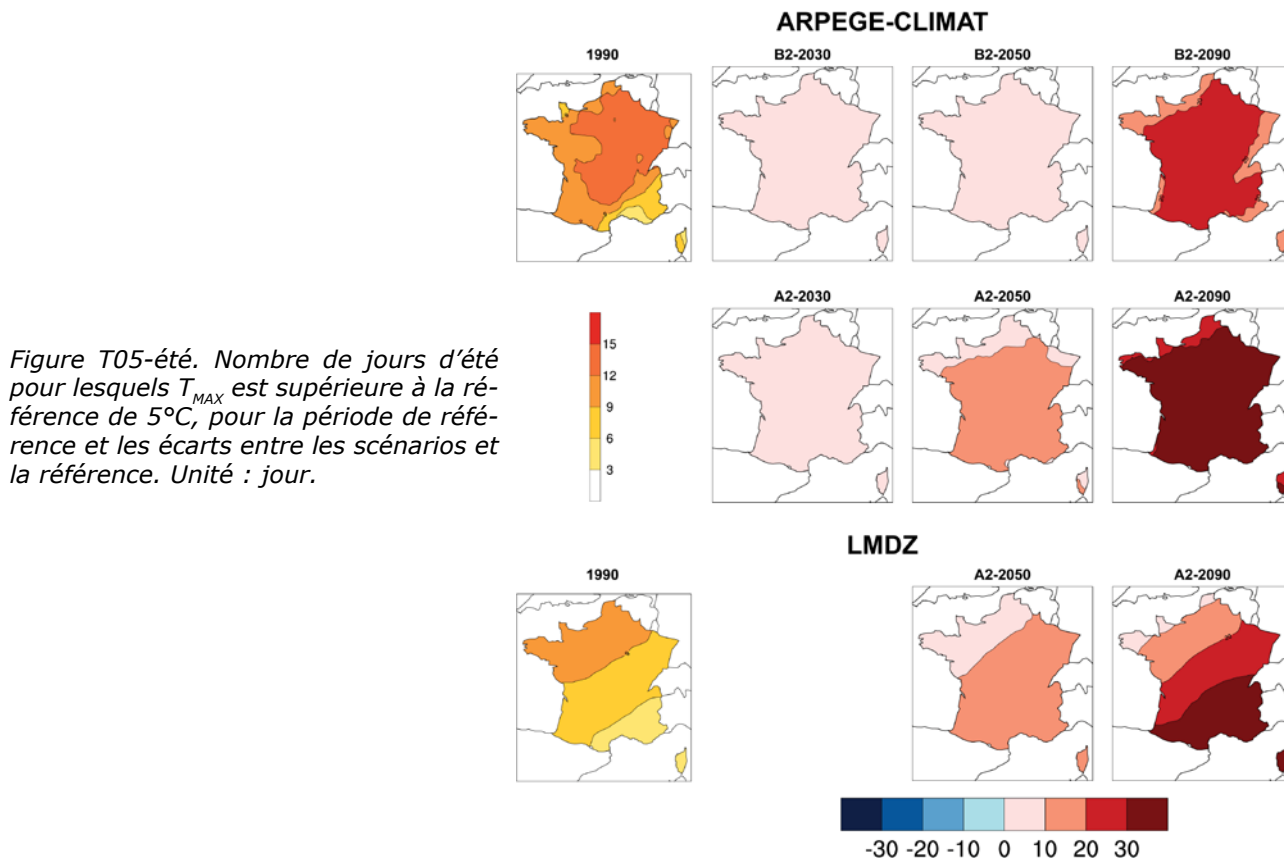 ARPEGE-CLIMAT
1990
B2-2030
B2-2050
B2-2090
A2-2030
A2-2050
A2-2090
15
12
9
6
3
Figure T05-été. Nombre de jours d'été
pour lesquels TMAX est supérieure à la ré-
férence de 5°C, pour la période de réfé-
rence et les écarts entre les scénarios et
la référence. Unité : jour.
LMDZ
1990
A2-2050
A2-2090
-30 -20 -10 0 10 20 30